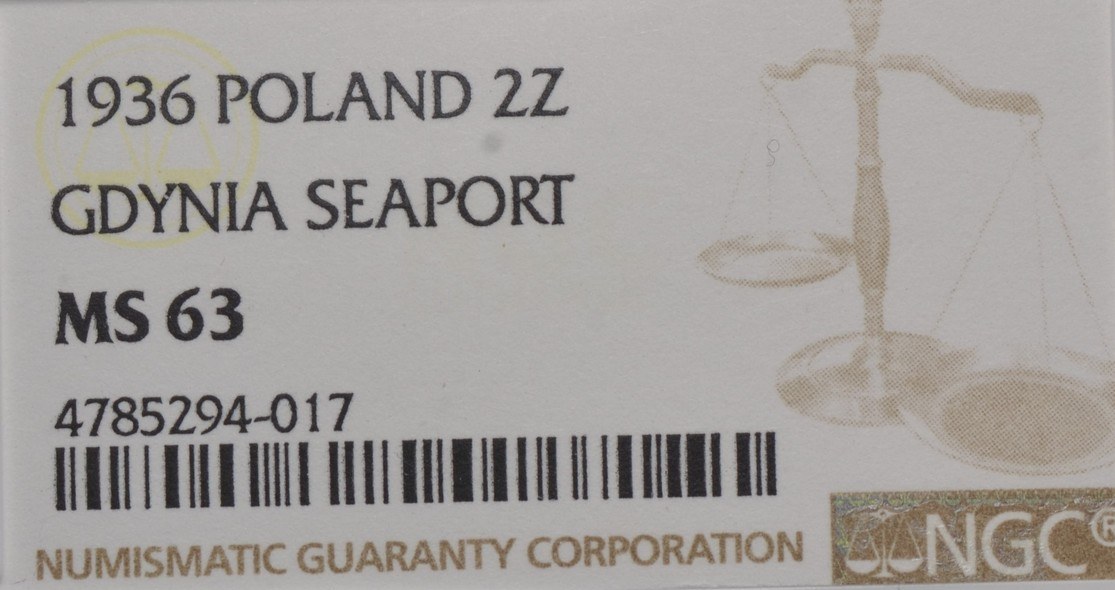 1936 POLAND 2Z
GDYNIA SEAPORT
MS 63
4785294-017
NUMISMATIC GUARANTY CORPORATION
NGC®